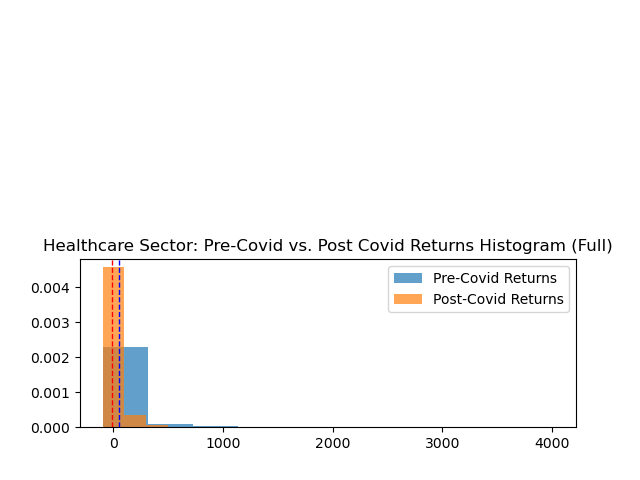 Healthcare Sector: Pre-Covid vs. Post Covid Returns Histogram (Full)
Pre-Covid Returns
Post-Covid Returns
0.004
0.003
0.002
0.001
0.000
0 1000 2000 3000 4000